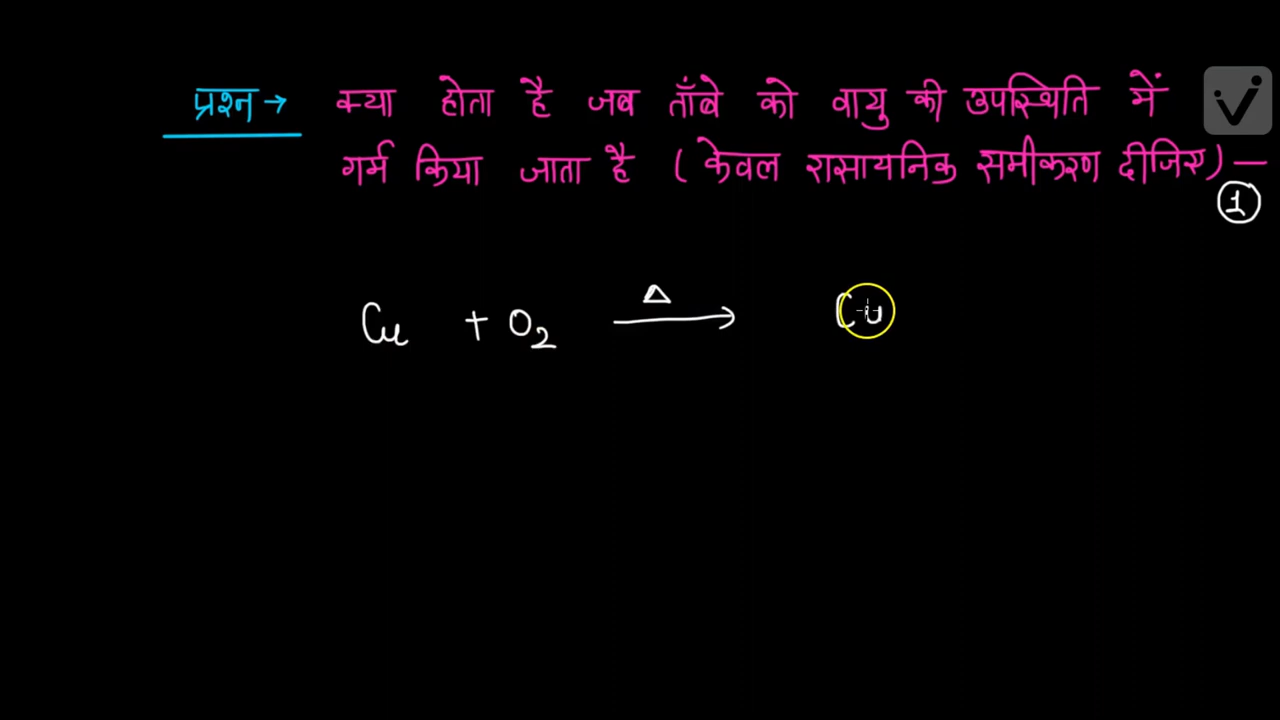 प्रश्न → क्या होता है जब ताँबे को वायु की उपस्थिति में
गर्म किया जाता है (केवल रासायनिक समीकरण दीजिए) —
1
Cu + O₂ —Δ→ Cu